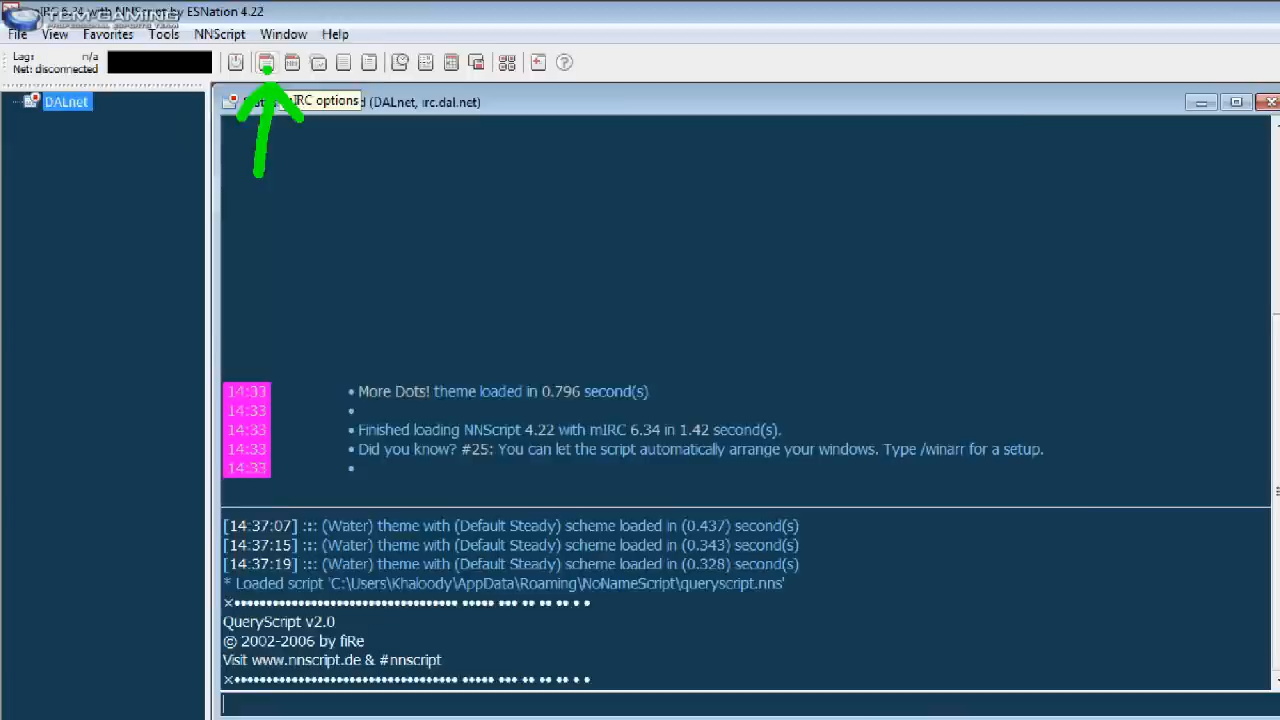 mIRC 6.34 with NNScript by ESNation 4.22
TCM-GAMING
PROFESSIONAL ESPORTS TEAM
File View Favorites Tools NNScript Window Help
Lag: n/a
Net: disconnected
DALnet
mIRC options
(DALnet, irc.dal.net)
14:33 • More Dots! theme loaded in 0.796 second(s)
14:33 •
14:33 • Finished loading NNScript 4.22 with mIRC 6.34 in 1.42 second(s).
14:33 • Did you know? #25: You can let the script automatically arrange your windows. Type /winarr for a setup.
14:33 •
[14:37:07] ::: (Water) theme with (Default Steady) scheme loaded in (0.437) second(s)
[14:37:15] ::: (Water) theme with (Default Steady) scheme loaded in (0.343) second(s)
[14:37:19] ::: (Water) theme with (Default Steady) scheme loaded in (0.328) second(s)
* Loaded script 'C:\Users\Khaloody\AppData\Roaming\NoNameScript\queryscript.nns'
QueryScript v2.0
© 2002-2006 by fiRe
Visit www.nnscript.de & #nnscript